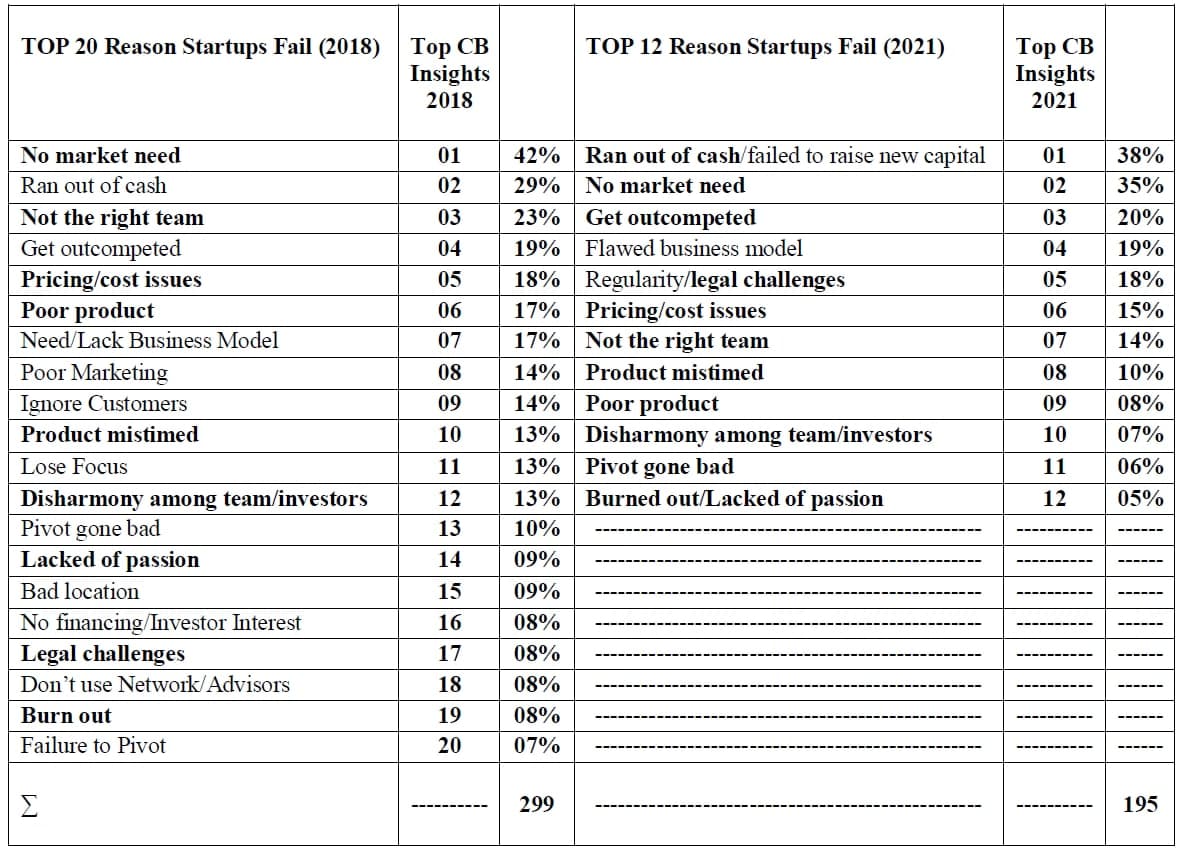 TOP 20 Reason Startups Fail (2018) Top CB Insights 2018 TOP 12 Reason Startups Fail (2021) Top CB Insights 2021
No market need 01 42% Ran out of cash/failed to raise new capital 01 38%
Ran out of cash 02 29% No market need 02 35%
Not the right team 03 23% Get outcompeted 03 20%
Get outcompeted 04 19% Flawed business model 04 19%
Pricing/cost issues 05 18% Regularity/legal challenges 05 18%
Poor product 06 17% Pricing/cost issues 06 15%
Need/Lack Business Model 07 17% Not the right team 07 14%
Poor Marketing 08 14% Product mistimed 08 10%
Ignore Customers 09 14% Poor product 09 08%
Product mistimed 10 13% Disharmony among team/investors 10 07%
Lose Focus 11 13% Pivot gone bad 11 06%
Disharmony among team/investors 12 13% Burned out/Lacked of passion 12 05%
Pivot gone bad 13 10% -------------------------------------------------- ---------- ------
Lacked of passion 14 09% -------------------------------------------------- ---------- ------
Bad location 15 09% -------------------------------------------------- ---------- ------
No financing/Investor Interest 16 08% -------------------------------------------------- ---------- ------
Legal challenges 17 08% -------------------------------------------------- ---------- ------
Don’t use Network/Advisors 18 08% -------------------------------------------------- ---------- ------
Burn out 19 08% -------------------------------------------------- ---------- ------
Failure to Pivot 20 07% -------------------------------------------------- ---------- ------
∑ ---------- 299 -------------------------------------------------- ---------- 195